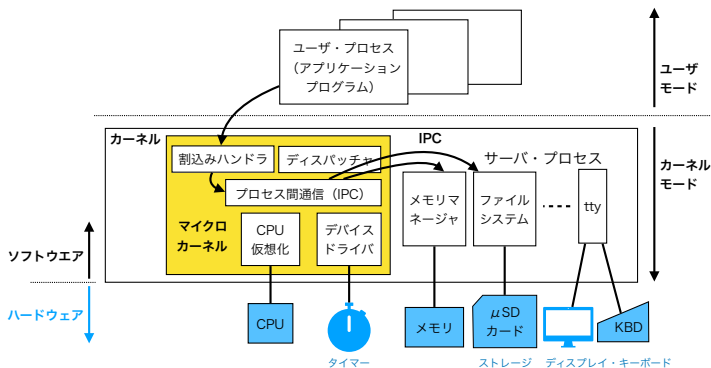 ユーザ・プロセス
（アプリケーション
プログラム）
ユーザ
モード
カーネル
IPC
割込みハンドラ
ディスパッチャ
サーバ・プロセス
カーネル
モード
プロセス間通信（IPC）
メモリマ
ネージャ
ファイル
システム
tty
マイクロ
カーネル
CPU
仮想化
デバイス
ドライバ
ソフトウエア
ハードウェア
CPU
メモリ
μSD
カード
KBD
タイマー
ストレージ
ディスプレイ・キーボード